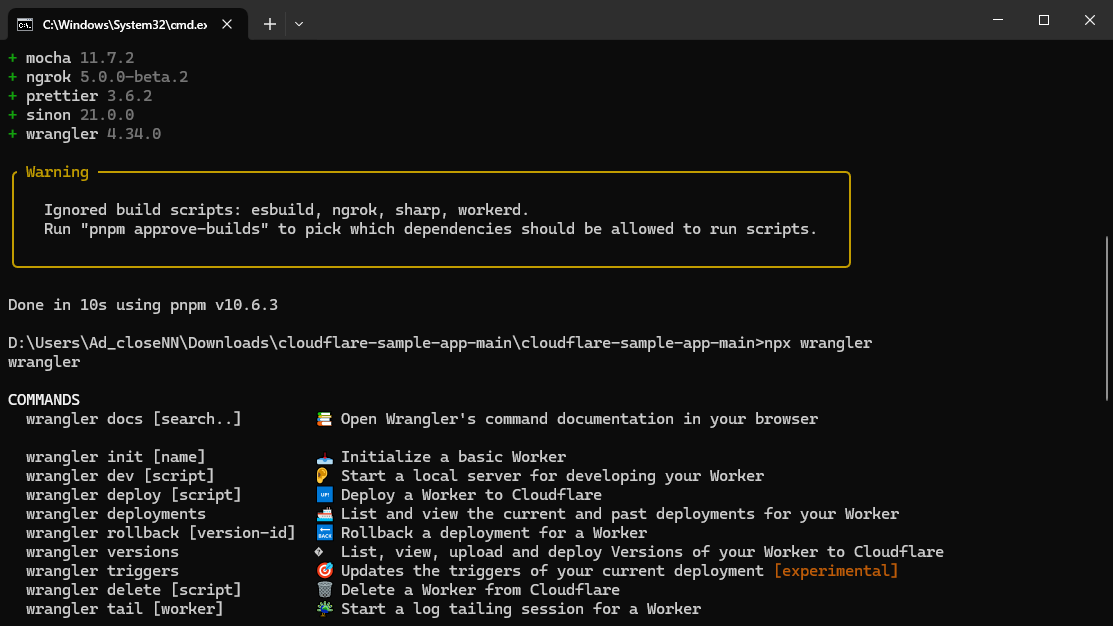 C:\Windows\System32\cmd.ex
+ mocha 11.7.2
+ ngrok 5.0.0-beta.2
+ prettier 3.6.2
+ sinon 21.0.0
+ wrangler 4.34.0
Warning
Ignored build scripts: esbuild, ngrok, sharp, workerd.
Run "pnpm approve-builds" to pick which dependencies should be allowed to run scripts.
Done in 10s using pnpm v10.6.3
D:\Users\Ad_closeNN\Downloads\cloudflare-sample-app-main\cloudflare-sample-app-main>npx wrangler
wrangler
COMMANDS
wrangler docs [search..] 📚 Open Wrangler's command documentation in your browser
wrangler init [name] 📥 Initialize a basic Worker
wrangler dev [script] 👂 Start a local server for developing your Worker
wrangler deploy [script] 🆙 Deploy a Worker to Cloudflare
wrangler deployments 🚢 List and view the current and past deployments for your Worker
wrangler rollback [version-id] 🔙 Rollback a deployment for a Worker
wrangler versions � List, view, upload and deploy Versions of your Worker to Cloudflare
wrangler triggers 🎯 Updates the triggers of your current deployment [experimental]
wrangler delete [script] 🗑 Delete a Worker from Cloudflare
wrangler tail [worker] 🦚 Start a log tailing session for a Worker